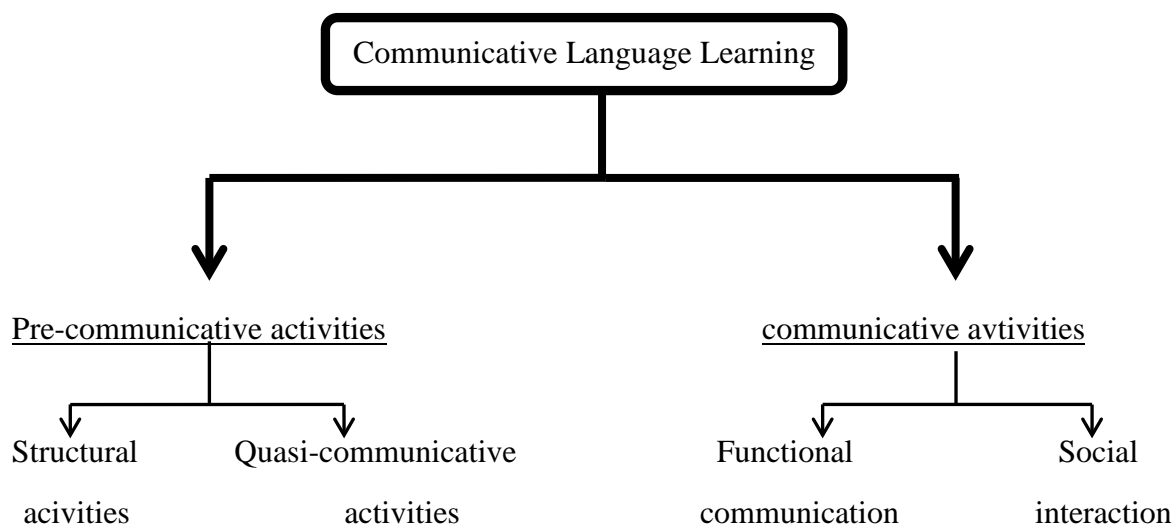 Communicative Language Learning
Pre-communicative activities
communicative avtivities
Structural
acivities
Quasi-communicative
activities
Functional
communication
Social
interaction